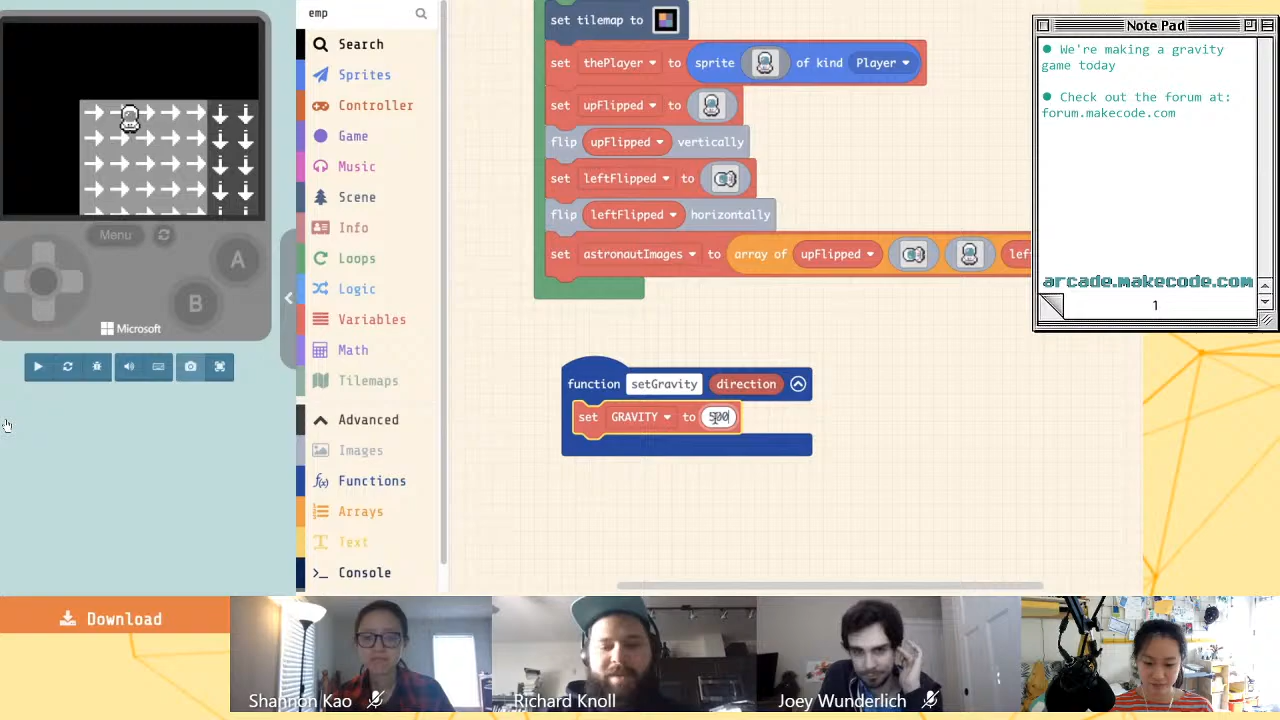 emp
Search
Sprites
Controller
Game
Music
Scene
Info
Loops
Logic
Variables
Math
Tilemaps
Advanced
Images
Functions
Arrays
Text
Console
Menu
A
B
Microsoft
Download
set tilemap to
set thePlayer to sprite of kind Player
set upFlipped to
flip upFlipped vertically
set leftFlipped to
flip leftFlipped horizontally
set astronautImages to array of upFlipped
function setGravity direction
set GRAVITY to 500
Note Pad
● We're making a gravity
game today
● Check out the forum at:
forum.makecode.com
arcade.makecode.com
1
Shannon Kao
Richard Knoll
Joey Wunderlich